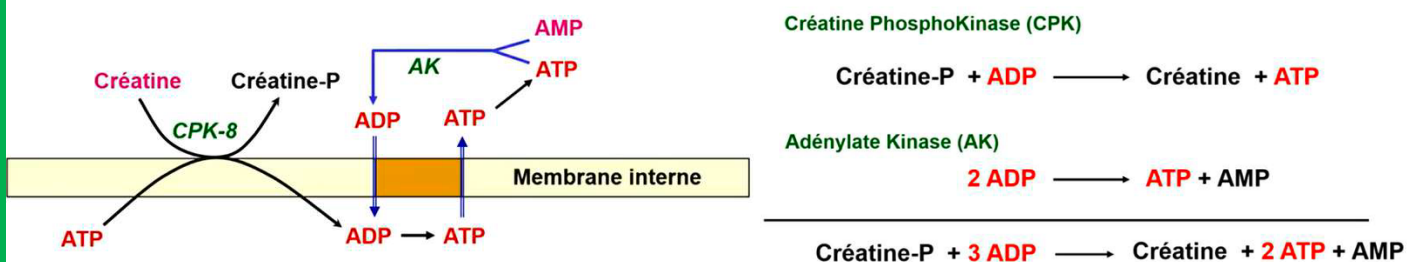 AMP
AK
ATP
Créatine
Créatine-P
CPK-8
ADP
ATP
Membrane interne
ATP
ADP
ATP
Créatine PhosphoKinase (CPK)
Créatine-P + ADP → Créatine + ATP
Adénylate Kinase (AK)
2 ADP → ATP + AMP
Créatine-P + 3 ADP → Créatine + 2 ATP + AMP